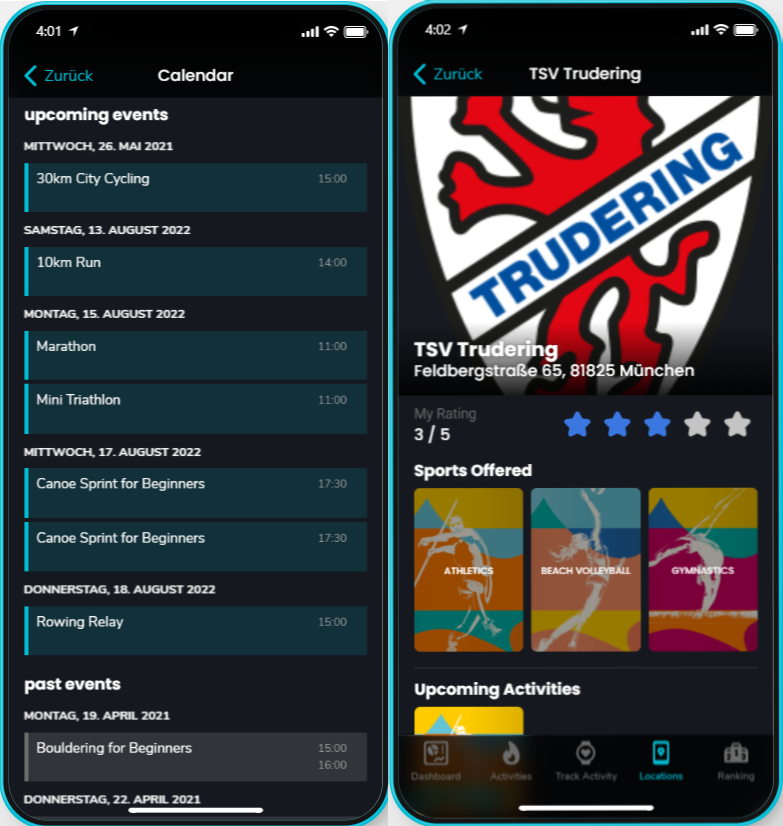 4:01
Zurück
Calendar
upcoming events
MITTWOCH, 26. MAI 2021
30km City Cycling 15:00
SAMSTAG, 13. AUGUST 2022
10km Run 14:00
MONTAG, 15. AUGUST 2022
Marathon 11:00
Mini Triathlon 11:00
MITTWOCH, 17. AUGUST 2022
Canoe Sprint for Beginners 17:30
Canoe Sprint for Beginners 17:30
DONNERSTAG, 18. AUGUST 2022
Rowing Relay 15:00
past events
MONTAG, 19. APRIL 2021
Bouldering for Beginners 15:00
16:00
DONNERSTAG, 22. APRIL 2021
4:02
Zurück
TSV Trudering
TRUDERING
TSV Trudering
Feldbergstraße 65, 81825 München
My Rating
3 / 5
Sports Offered
ATHLETICS
BEACH VOLLEYBALL
GYMNASTICS
Upcoming Activities
Dashboard
Activities
Track Activity
Locations
Ranking